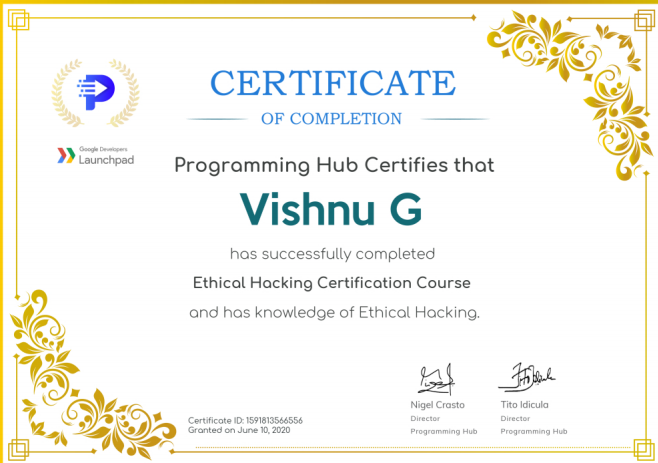 CERTIFICATE
OF COMPLETION
Google Developers
Launchpad
Programming Hub Certifies that
Vishnu G
has successfully completed
Ethical Hacking Certification Course
and has knowledge of Ethical Hacking.
Nigel Crasto
Director
Programming Hub
Tito Idicula
Director
Programming Hub
Certificate ID: 1591813566556
Granted on June 10, 2020